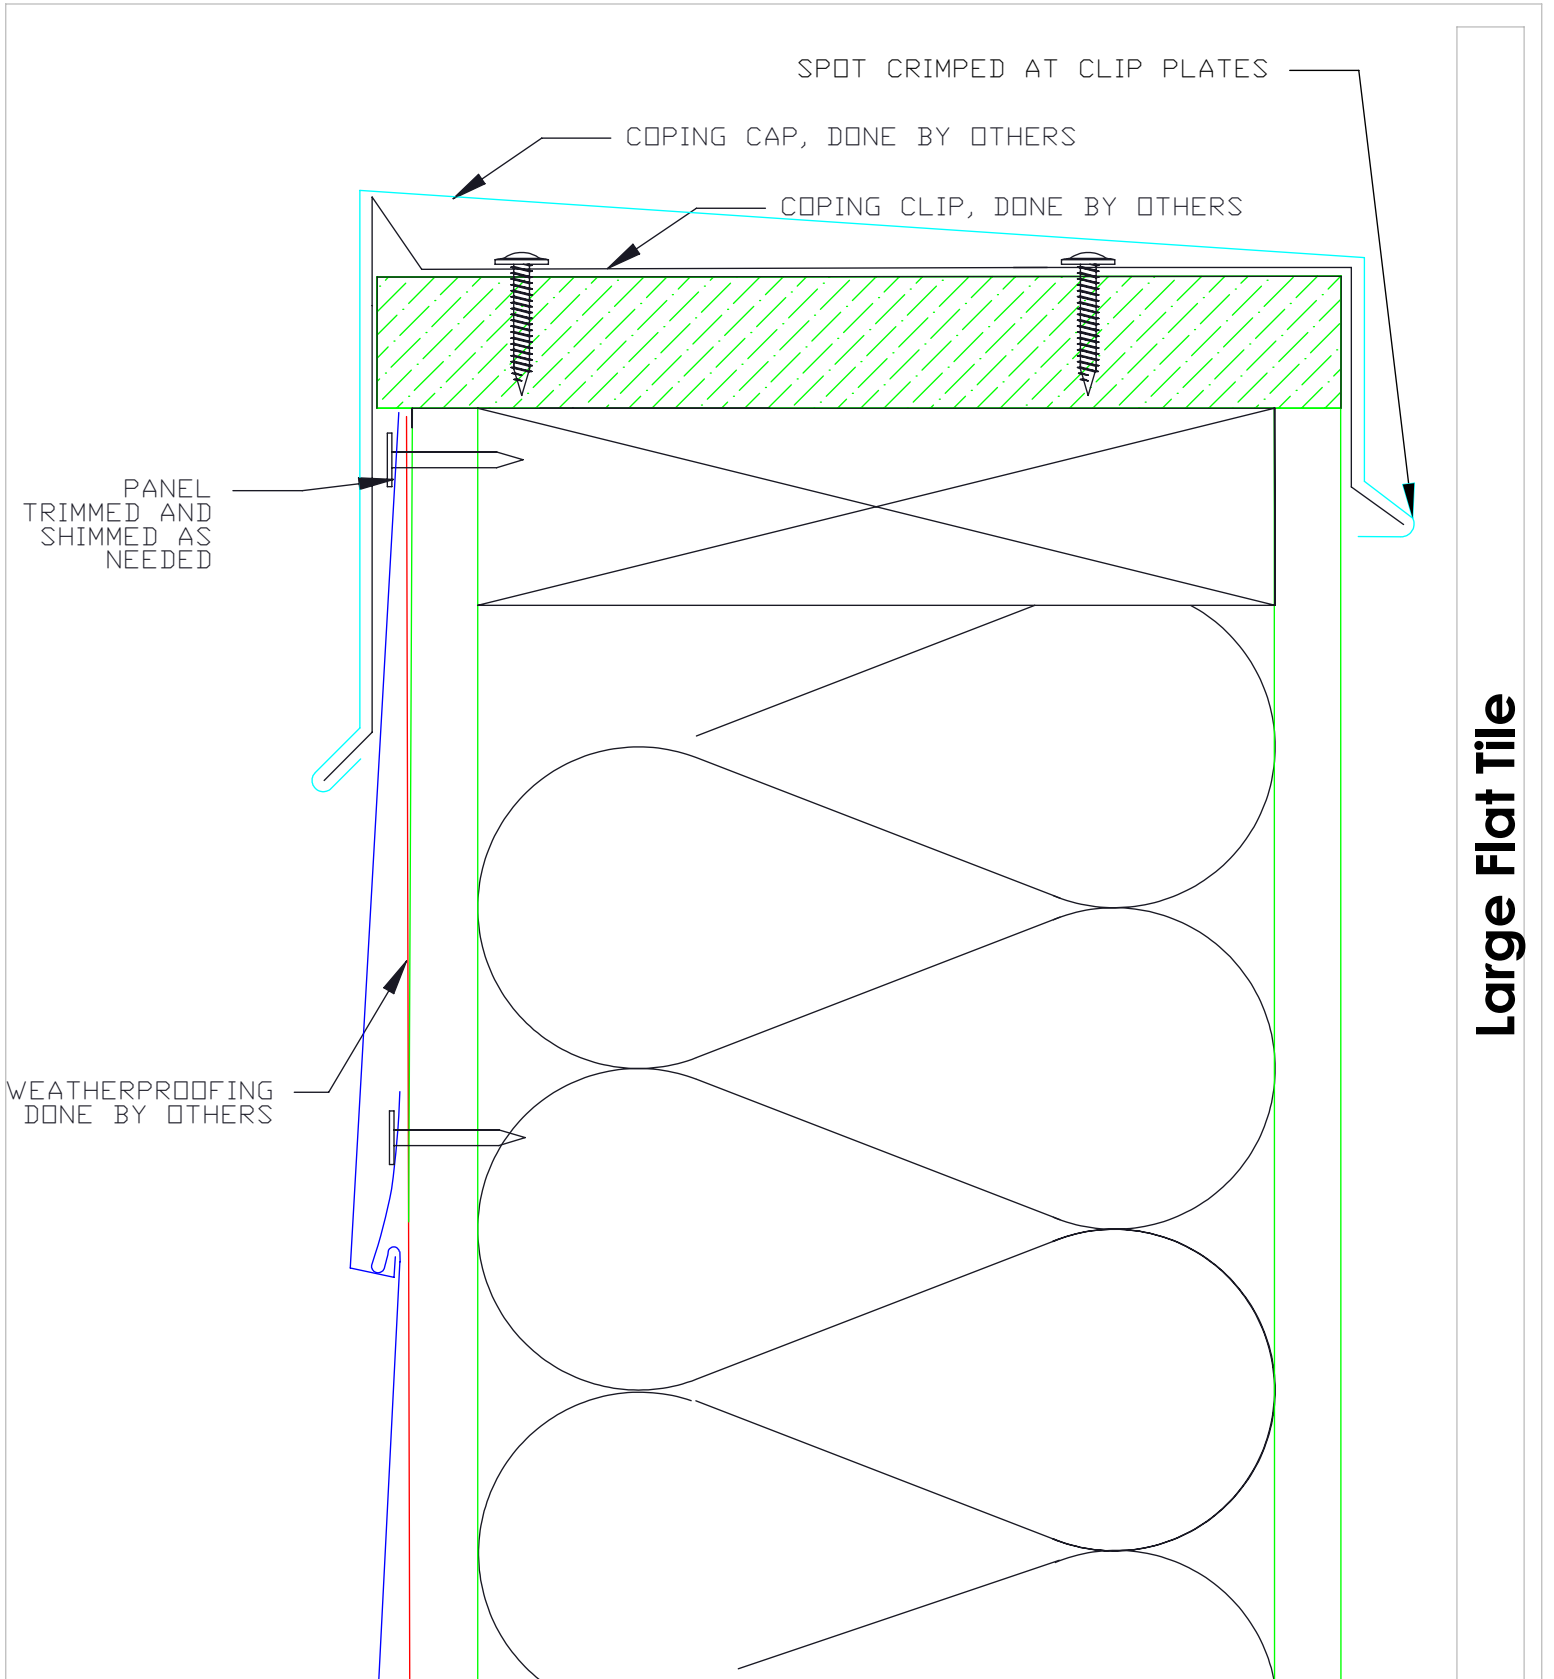 SPOT CRIMPED AT CLIP PLATES
COPING CAP, DONE BY OTHERS
COPING CLIP, DONE BY OTHERS
PANEL
TRIMMED AND
SHIMMED AS
NEEDED
WEATHERPROOFING
DONE BY OTHERS
Large Flat Tile